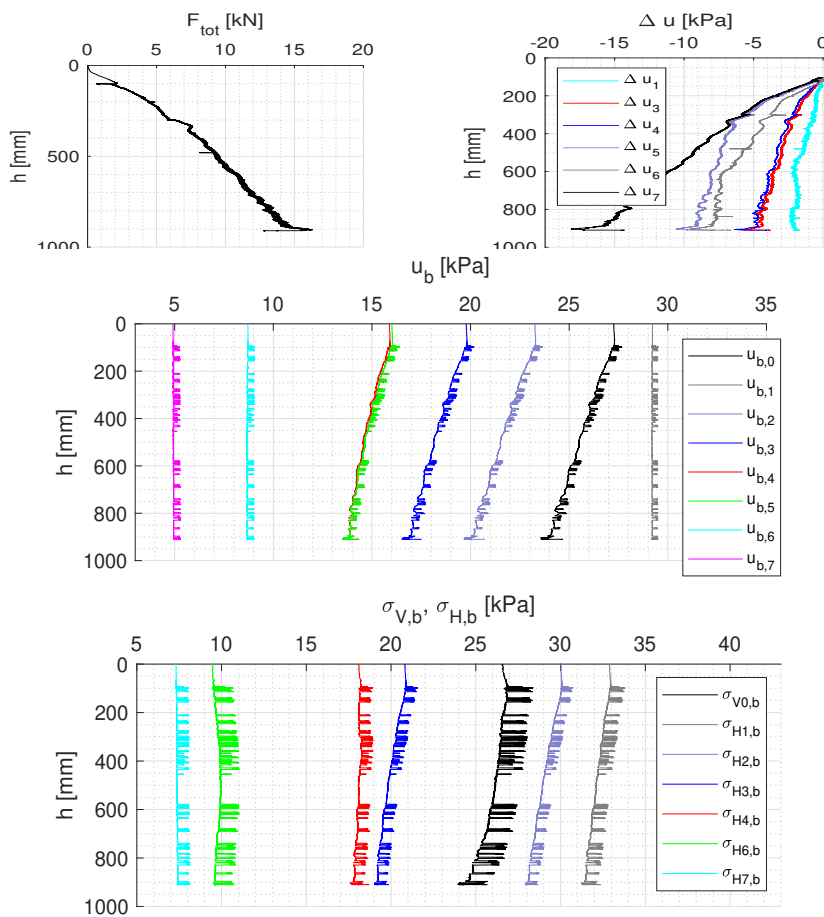 F_tot [kN]
0 5 10 15 20
0
500
1000
h [mm]
Δ u [kPa]
-20 -15 -10 -5 0
200
400
600
800
1000
h [mm]
Δ u_1
Δ u_3
Δ u_4
Δ u_5
Δ u_6
Δ u_7
u_b [kPa]
5 10 15 20 25 30 35
0
200
400
600
800
1000
h [mm]
u_b,0
u_b,1
u_b,2
u_b,3
u_b,4
u_b,5
u_b,6
u_b,7
σ_V,b, σ_H,b [kPa]
5 10 15 20 25 30 35 40
0
200
400
600
800
1000
h [mm]
σ_V0,b
σ_H1,b
σ_H2,b
σ_H3,b
σ_H4,b
σ_H6,b
σ_H7,b